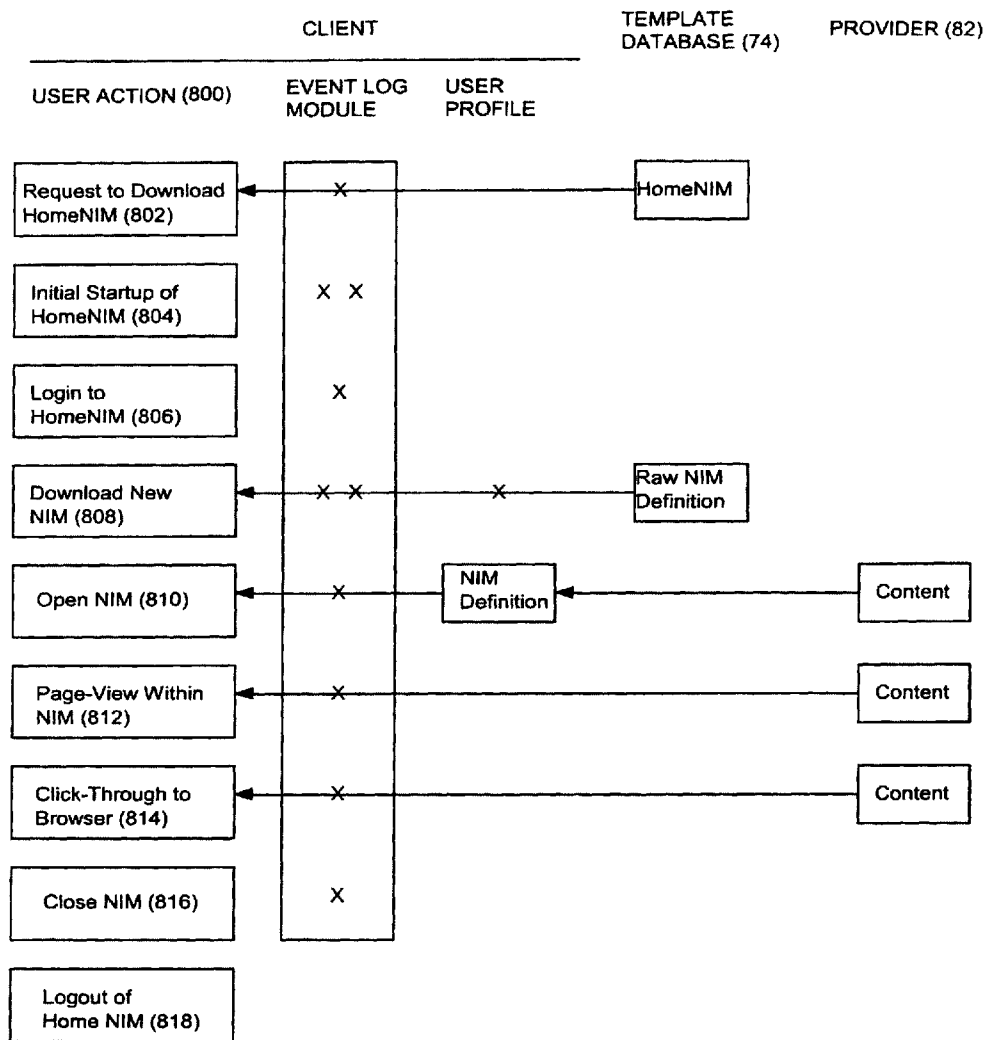 CLIENT
TEMPLATE
DATABASE (74)
PROVIDER (82)
USER ACTION (800)
EVENT LOG
MODULE
USER
PROFILE
Request to Download
HomeNIM (802)
X
HomeNIM
Initial Startup of
HomeNIM (804)
X X
Login to
HomeNIM (806)
X
Download New
NIM (808)
X X
X
Raw NIM
Definition
Open NIM (810)
X
NIM
Definition
Content
Page-View Within
NIM (812)
X
Content
Click-Through to
Browser (814)
X
Content
Close NIM (816)
X
Logout of
Home NIM (818)